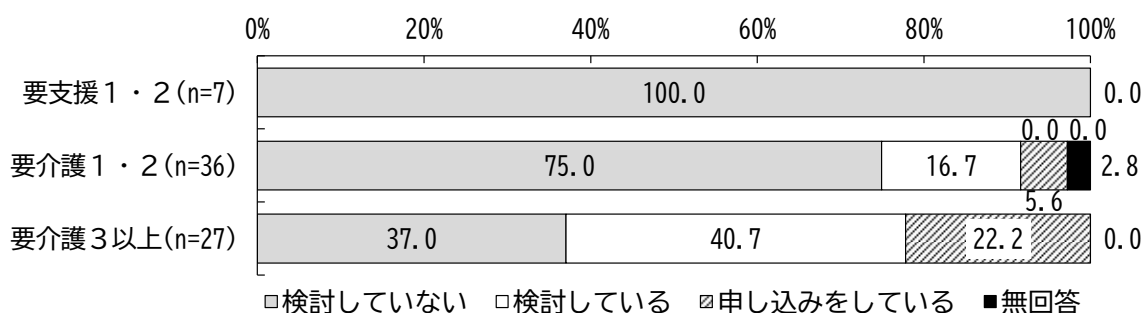 0% 20% 40% 60% 80% 100%
要支援１・２(n=7) 100.0 0.0
0.0 0.0
要介護１・２(n=36) 75.0 16.7 2.8
5.6
要介護３以上(n=27) 37.0 40.7 22.2 0.0
検討していない 検討している 申し込みをしている 無回答